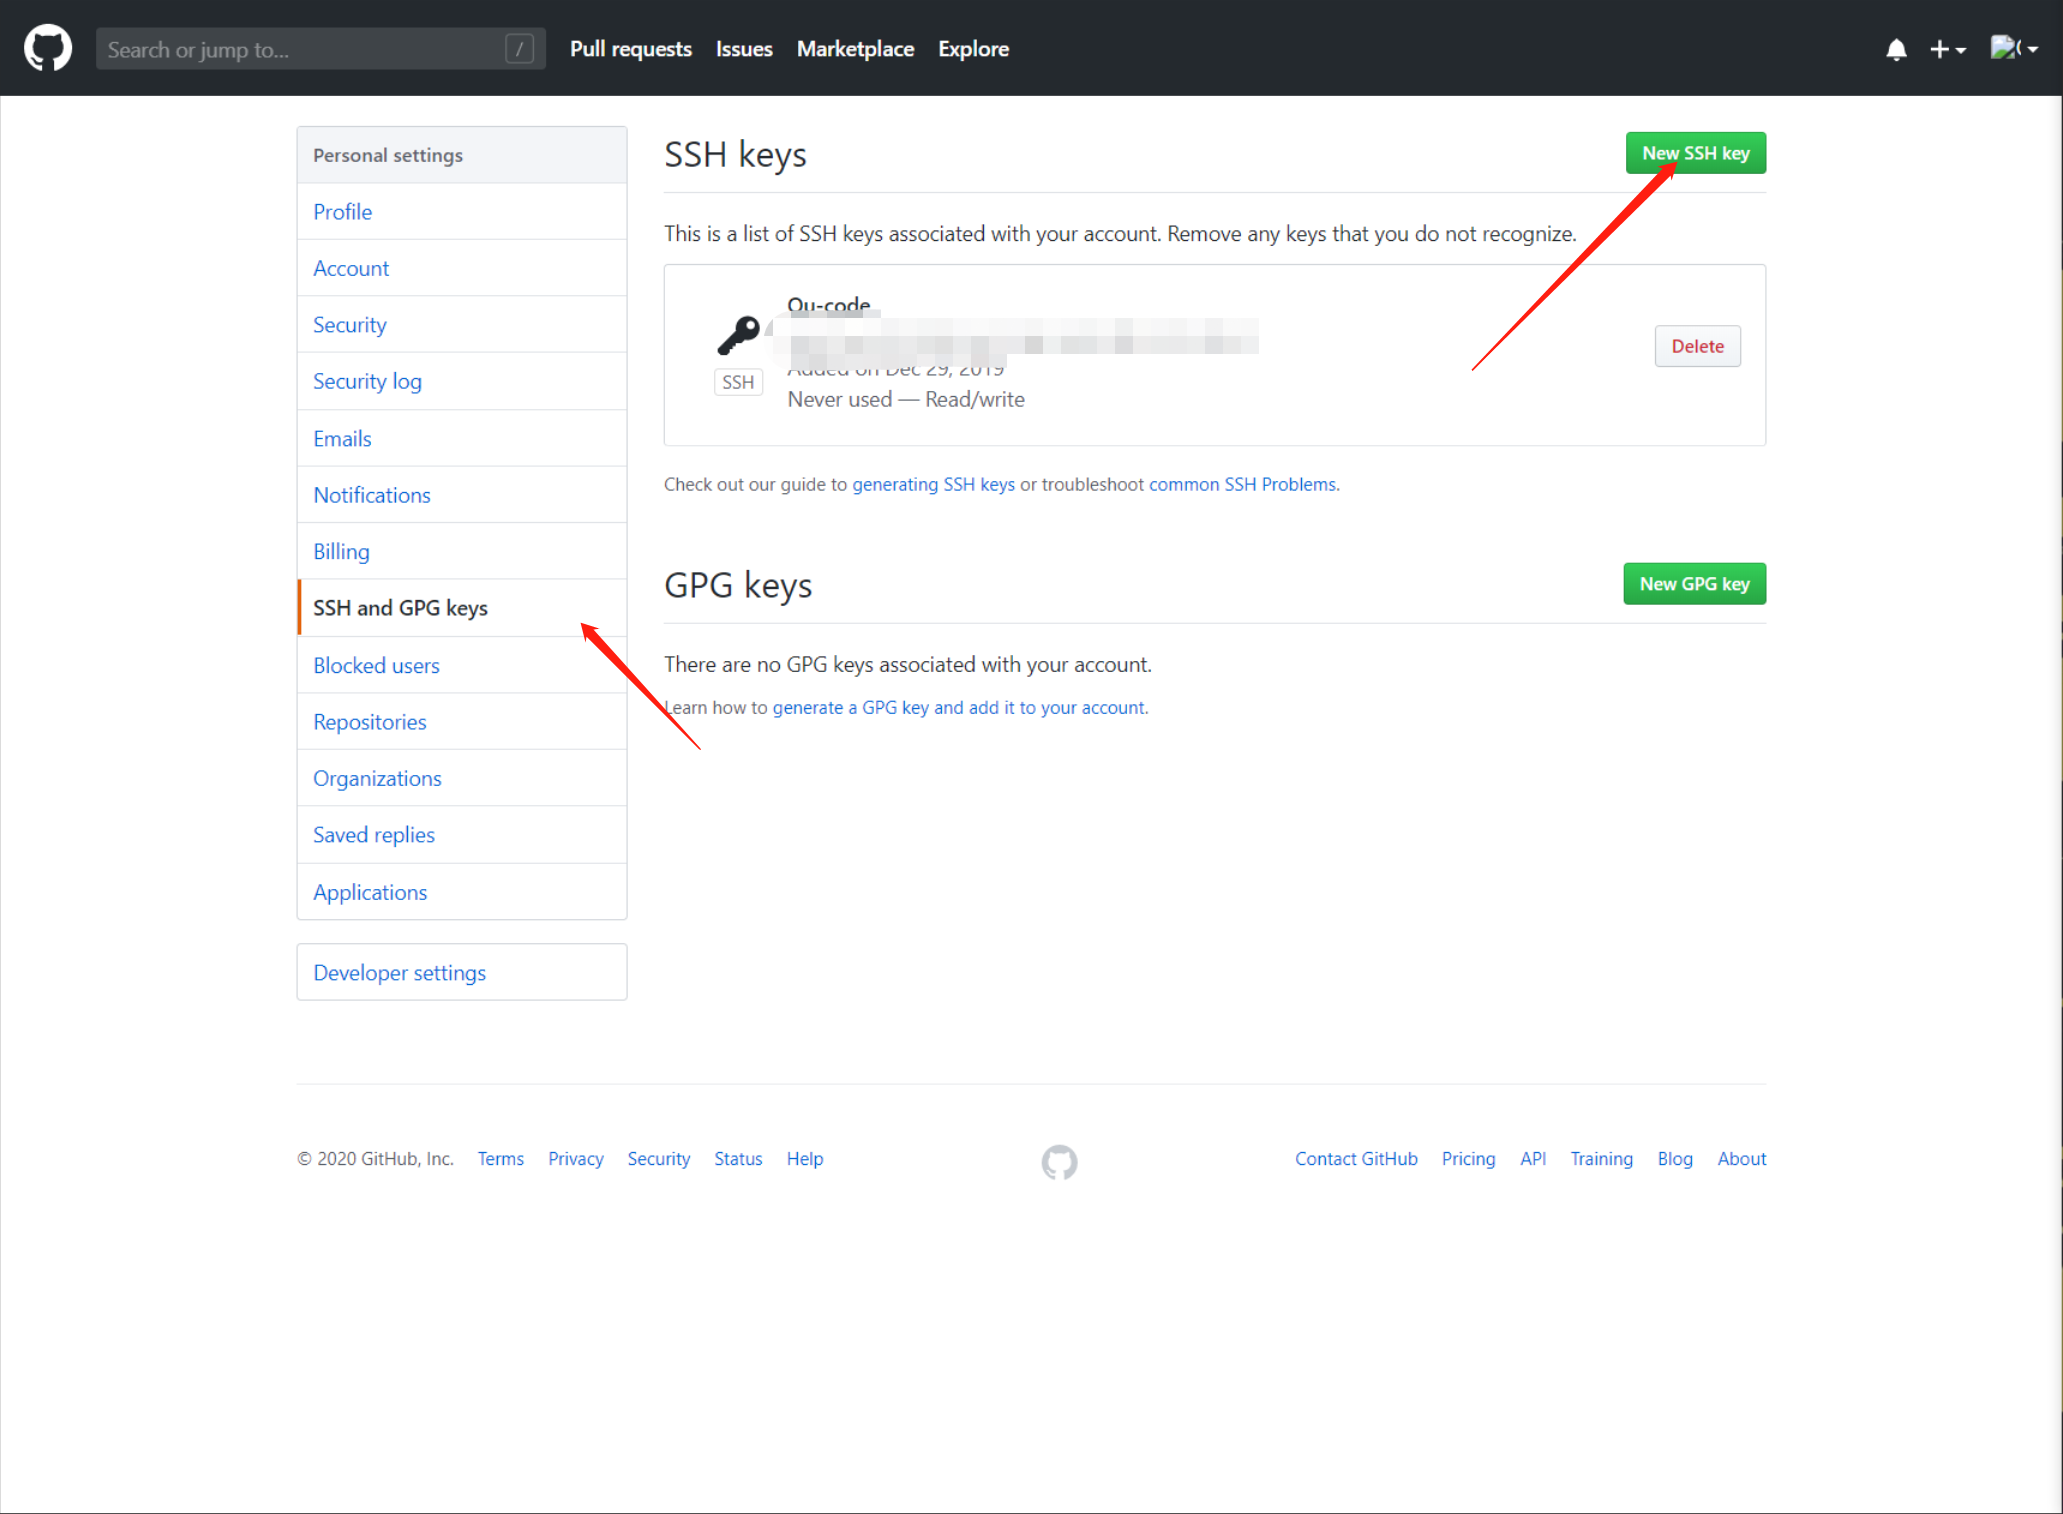 Search or jump to... /
Pull requests Issues Marketplace Explore
Personal settings
Profile
Account
Security
Security log
Emails
Notifications
Billing
SSH and GPG keys
Blocked users
Repositories
Organizations
Saved replies
Applications
Developer settings
SSH keys
New SSH key
This is a list of SSH keys associated with your account. Remove any keys that you do not recognize.
SSH
Added on Dec 29, 2019
Never used — Read/write
Delete
Check out our guide to generating SSH keys or troubleshoot common SSH Problems.
GPG keys
New GPG key
There are no GPG keys associated with your account.
Learn how to generate a GPG key and add it to your account.
© 2020 GitHub, Inc. Terms Privacy Security Status Help
Contact GitHub Pricing API Training Blog About